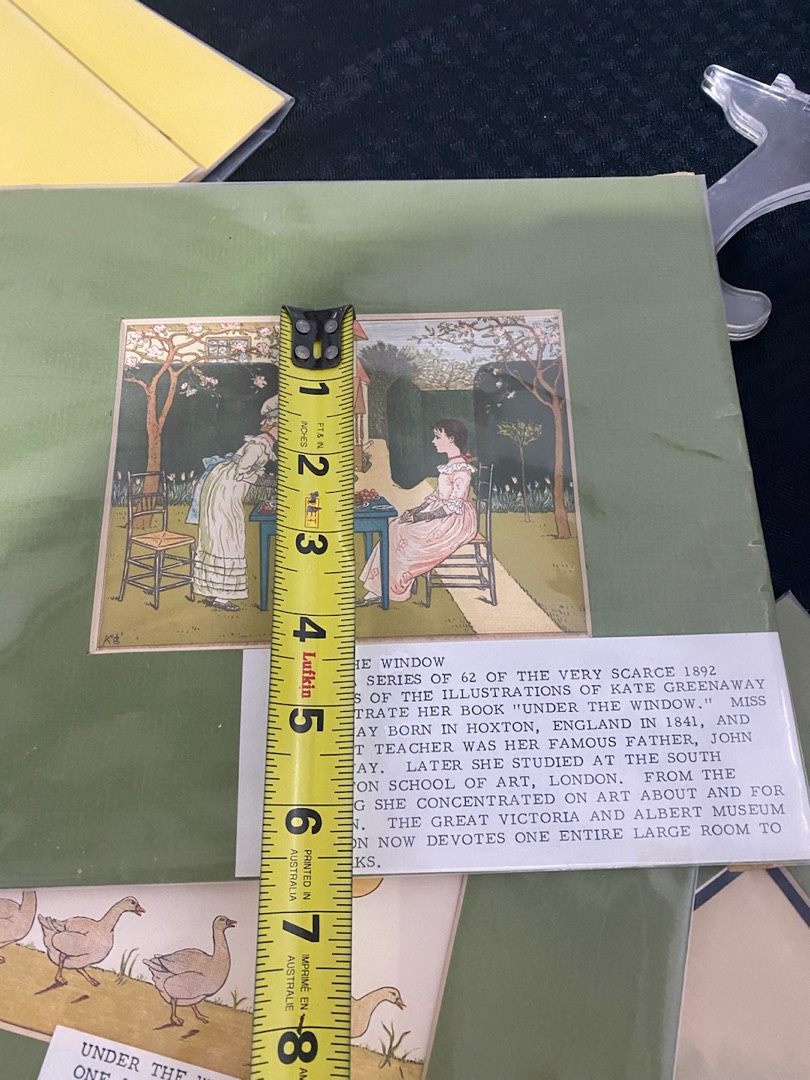 1
FT & IN.
INCHES
2
3
4
Lufkin
5
6
PRINTED IN
AUSTRALIA
7
IMPRIMÉ EN
AUSTRALIE
8
KG
HE WINDOW
SERIES OF 62 OF THE VERY SCARCE 1892
S OF THE ILLUSTRATIONS OF KATE GREENAWAY
TRATE HER BOOK "UNDER THE WINDOW." MISS
AY BORN IN HOXTON, ENGLAND IN 1841, AND
T TEACHER WAS HER FAMOUS FATHER, JOHN
AY. LATER SHE STUDIED AT THE SOUTH
ON SCHOOL OF ART, LONDON. FROM THE
G SHE CONCENTRATED ON ART ABOUT AND FOR
N. THE GREAT VICTORIA AND ALBERT MUSEUM
ON NOW DEVOTES ONE ENTIRE LARGE ROOM TO
KS.
UNDER THE W
ONE